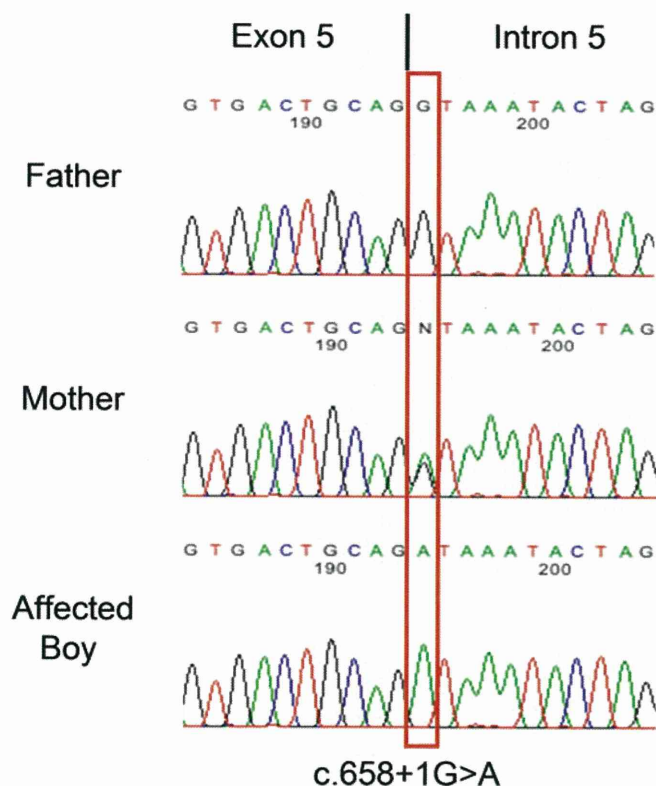 Exon 5 Intron 5
G T G A C T G C A G G T A A A T A C T A G
190 200
Father
G T G A C T G C A G N T A A A T A C T A G
190 200
Mother
G T G A C T G C A G A T A A A T A C T A G
190 200
Affected
Boy
c.658+1G>A